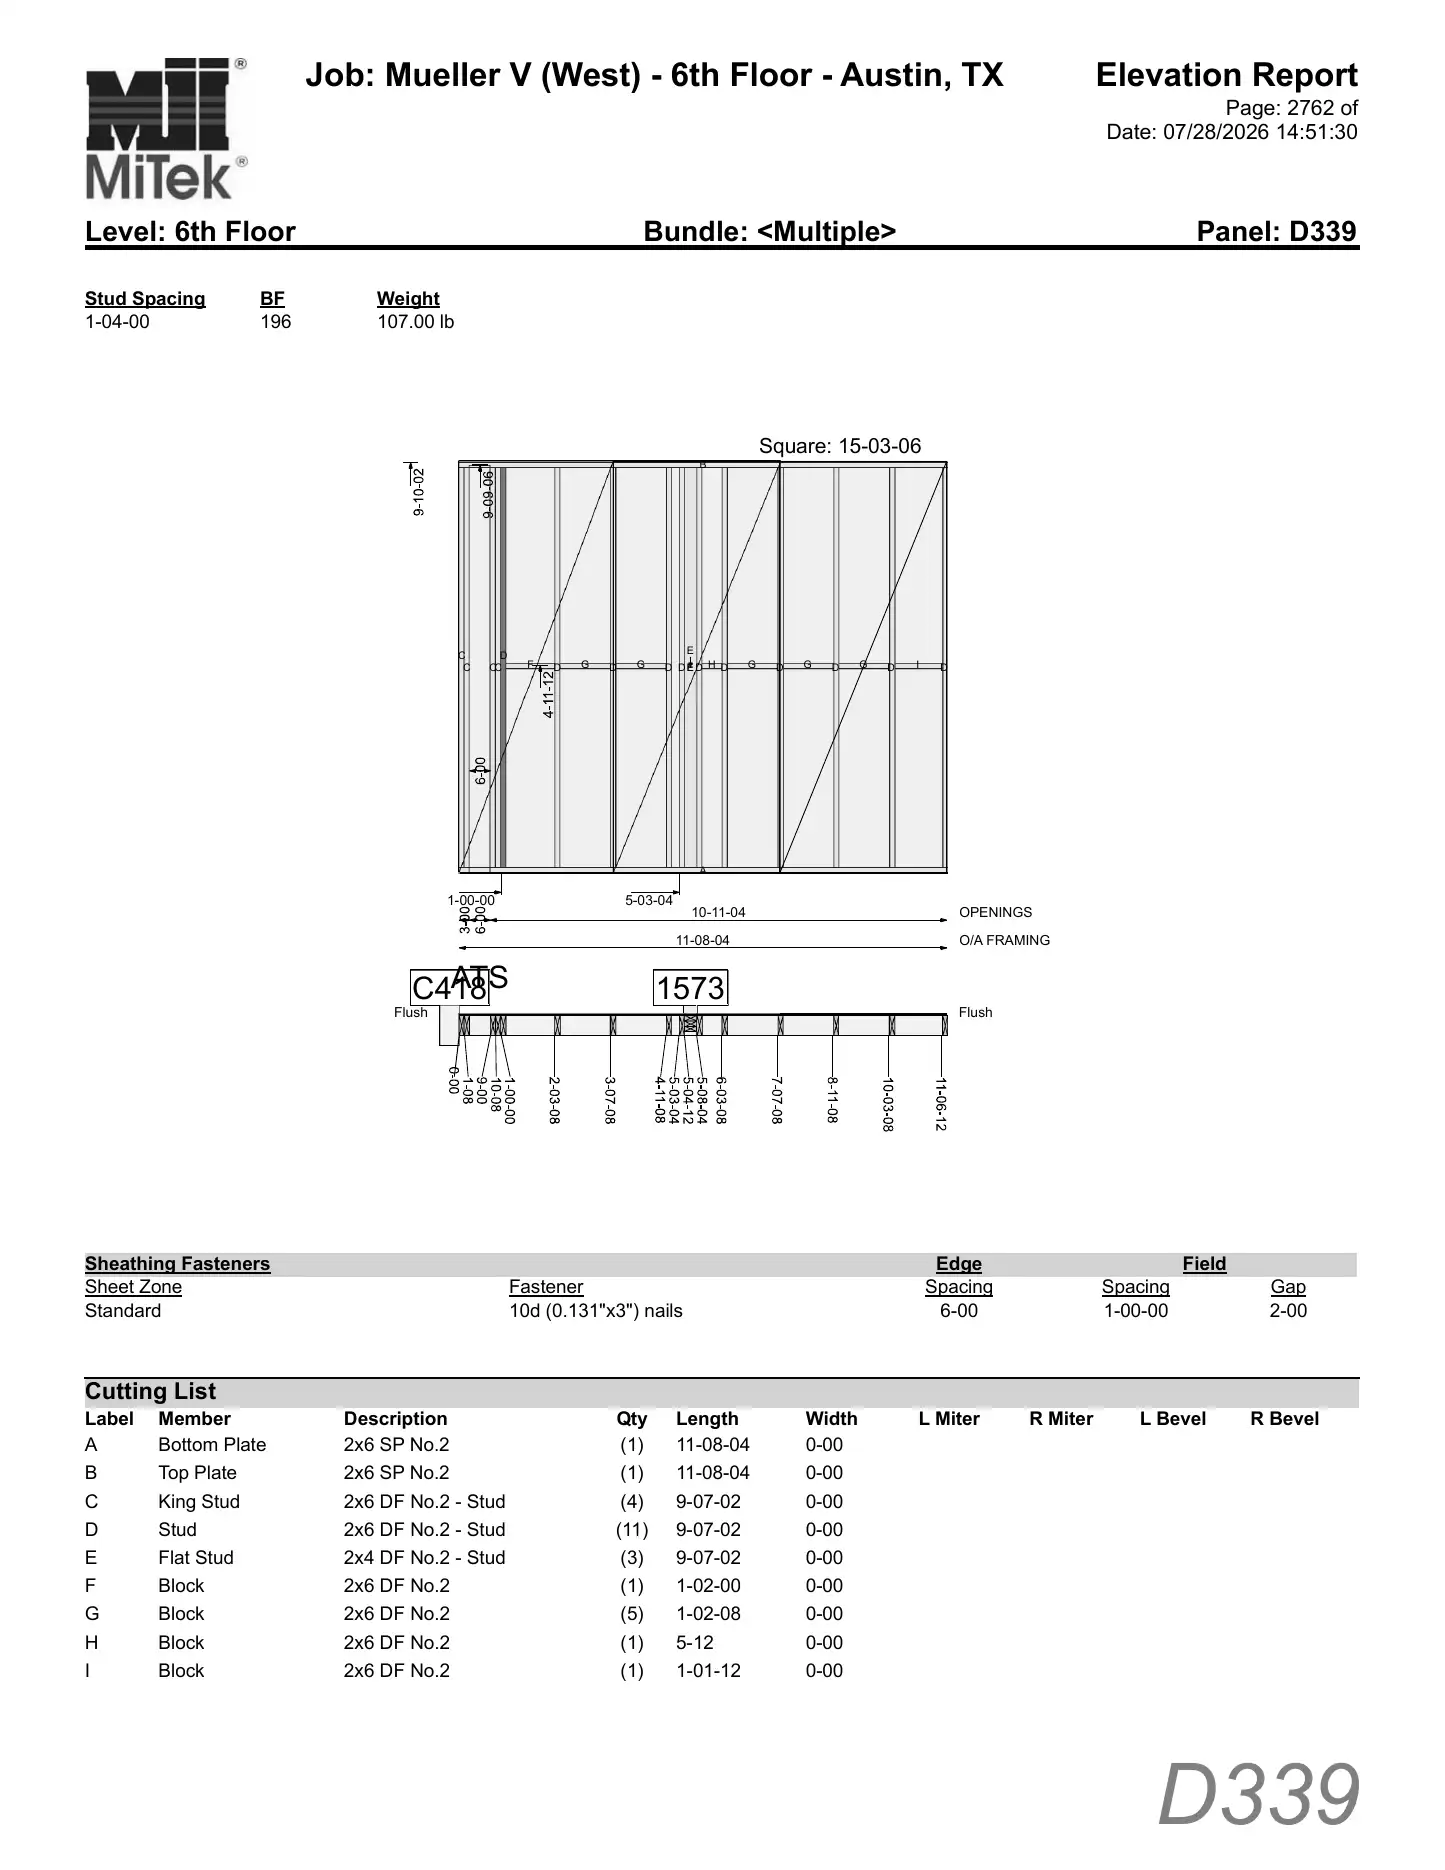 Job: Mueller V (West) - 6th Floor - Austin, TX
Elevation Report
Page: 2762 of
Date: 07/28/2026 14:51:30
MiTek®
Level: 6th Floor Bundle: <Multiple> Panel: D339
Stud Spacing BF Weight
1-04-00 196 107.00 lb
Square: 15-03-06
9-10-02
9-09-06
B
E
C D
C C C F D G D G D D E D H D G D G D G D I D
4-11-12
6-00
A
1-00-00 5-03-04
3-00 6-00 10-11-04 OPENINGS
11-08-04 O/A FRAMING
ATS
C418 1573
Flush Flush
0-00 1-08 9-00 10-08 1-00-00 2-03-08 3-07-08 4-11-08 5-03-04 5-04-12 5-08-04 6-03-08 7-07-08 8-11-08 10-03-08 11-06-12
Sheathing Fasteners Edge Field
Sheet Zone Fastener Spacing Spacing Gap
Standard 10d (0.131"x3") nails 6-00 1-00-00 2-00
Cutting List
Label Member Description Qty Length Width L Miter R Miter L Bevel R Bevel
A Bottom Plate 2x6 SP No.2 (1) 11-08-04 0-00
B Top Plate 2x6 SP No.2 (1) 11-08-04 0-00
C King Stud 2x6 DF No.2 - Stud (4) 9-07-02 0-00
D Stud 2x6 DF No.2 - Stud (11) 9-07-02 0-00
E Flat Stud 2x4 DF No.2 - Stud (3) 9-07-02 0-00
F Block 2x6 DF No.2 (1) 1-02-00 0-00
G Block 2x6 DF No.2 (5) 1-02-08 0-00
H Block 2x6 DF No.2 (1) 5-12 0-00
I Block 2x6 DF No.2 (1) 1-01-12 0-00
D339